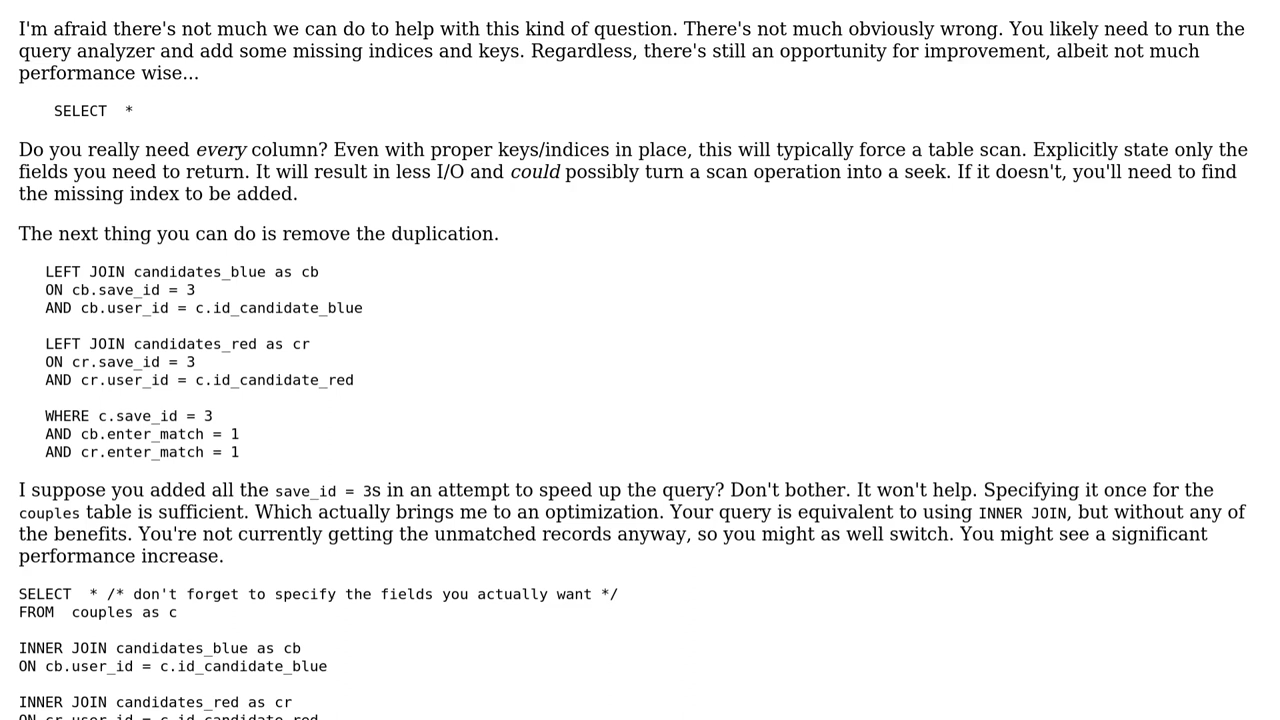 I'm afraid there's not much we can do to help with this kind of question. There's not much obviously wrong. You likely need to run the
query analyzer and add some missing indices and keys. Regardless, there's still an opportunity for improvement, albeit not much
performance wise...
SELECT  *
Do you really need every column? Even with proper keys/indices in place, this will typically force a table scan. Explicitly state only the
fields you need to return. It will result in less I/O and could possibly turn a scan operation into a seek. If it doesn't, you'll need to find
the missing index to be added.
The next thing you can do is remove the duplication.
LEFT JOIN candidates_blue as cb
ON cb.save_id = 3
AND cb.user_id = c.id_candidate_blue
LEFT JOIN candidates_red as cr
ON cr.save_id = 3
AND cr.user_id = c.id_candidate_red
WHERE c.save_id = 3
AND cb.enter_match = 1
AND cr.enter_match = 1
I suppose you added all the save_id = 3s in an attempt to speed up the query? Don't bother. It won't help. Specifying it once for the
couples table is sufficient. Which actually brings me to an optimization. Your query is equivalent to using INNER JOIN, but without any of
the benefits. You're not currently getting the unmatched records anyway, so you might as well switch. You might see a significant
performance increase.
SELECT  * /* don't forget to specify the fields you actually want */
FROM  couples as c
INNER JOIN candidates_blue as cb
ON cb.user_id = c.id_candidate_blue
INNER JOIN candidates_red as cr
ON cr.user_id = c.id_candidate_red